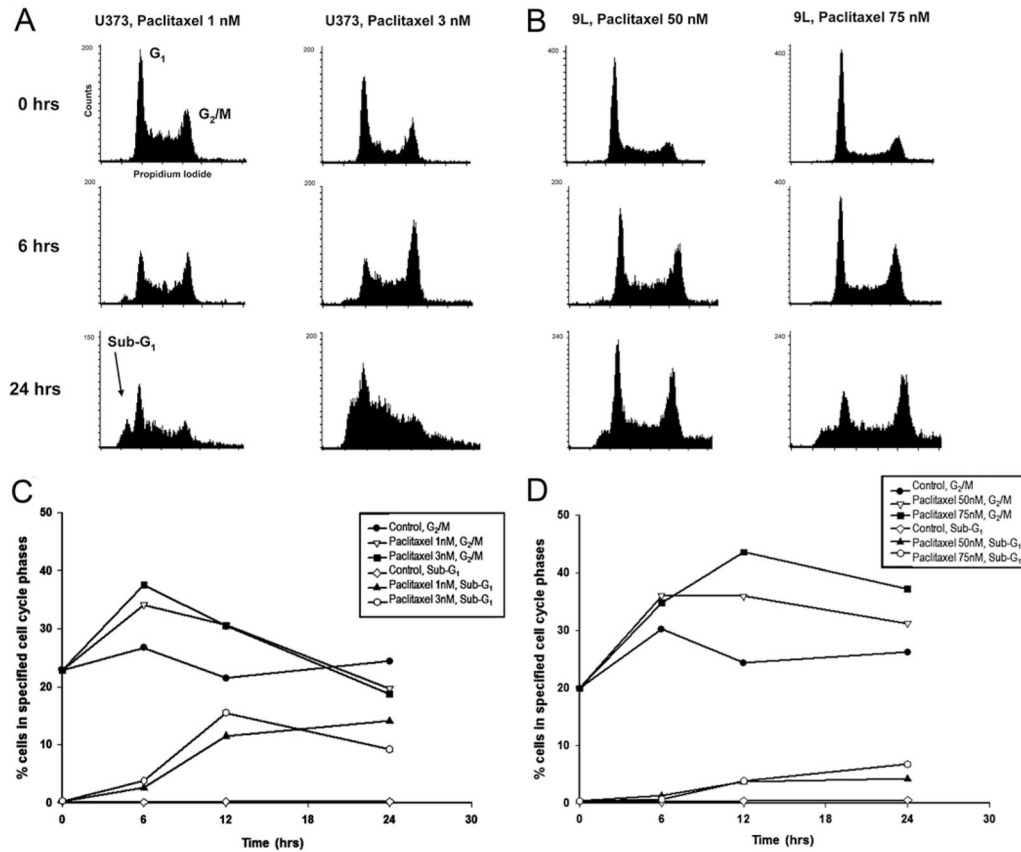 A
U373, Paclitaxel 1 nM
U373, Paclitaxel 3 nM
B
9L, Paclitaxel 50 nM
9L, Paclitaxel 75 nM
0 hrs
200
Counts
G₁
G₂/M
Propidium Iodide
200
400
400
6 hrs
200
200
200
400
24 hrs
150
Sub-G₁
200
240
240
C
% cells in specified cell cycle phases
50
40
30
20
10
0
0
6
12
18
24
30
Time (hrs)
Control, G₂/M
Paclitaxel 1nM, G₂/M
Paclitaxel 3nM, G₂/M
Control, Sub-G₁
Paclitaxel 1nM, Sub-G₁
Paclitaxel 3nM, Sub-G₁
D
% cells in specified cell cycle phases
50
40
30
20
10
0
0
6
12
18
24
30
Time (hrs)
Control, G₂/M
Paclitaxel 50nM, G₂/M
Paclitaxel 75nM, G₂/M
Control, Sub-G₁
Paclitaxel 50nM, Sub-G₁
Paclitaxel 75nM, Sub-G₁